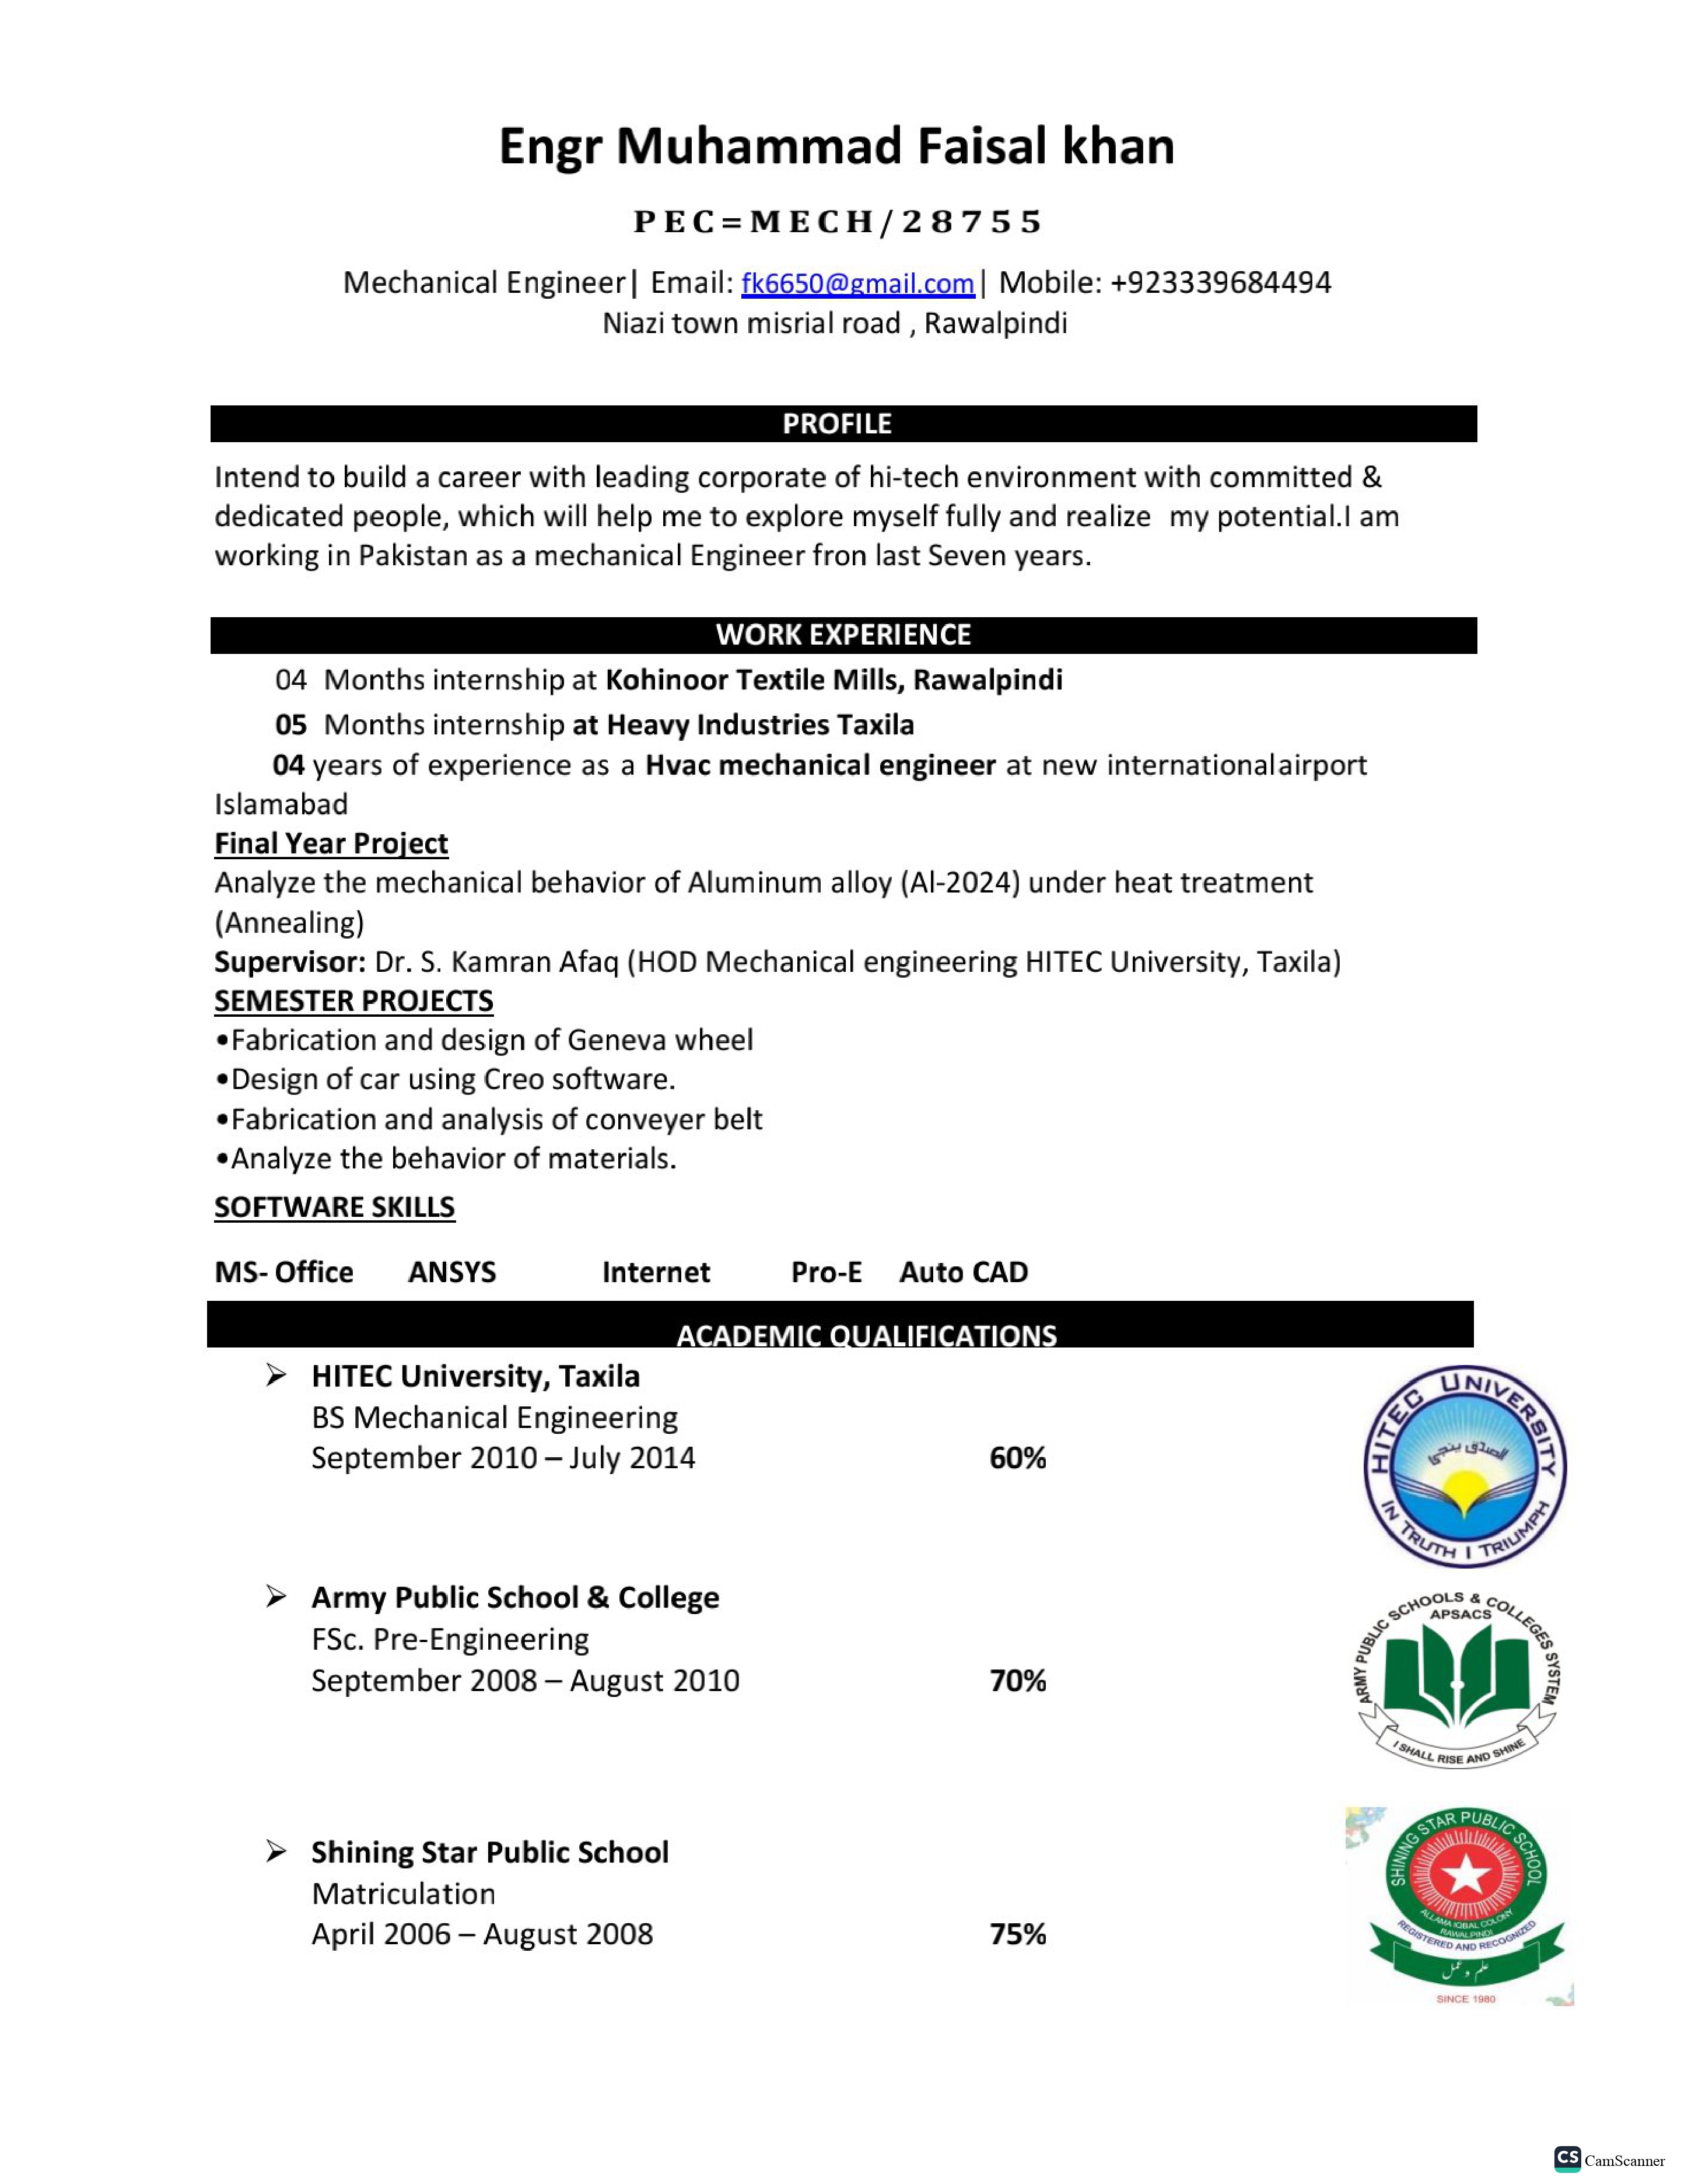 Engr Muhammad Faisal khan
PEC=MECH/28755
Mechanical Engineer| Email: fk6650@gmail.com| Mobile: +923339684494
Niazi town misrial road , Rawalpindi
PROFILE
Intend to build a career with leading corporate of hi-tech environment with committed &
dedicated people, which will help me to explore myself fully and realize my potential.I am
working in Pakistan as a mechanical Engineer fron last Seven years.
WORK EXPERIENCE
04 Months internship at Kohinoor Textile Mills, Rawalpindi
05 Months internship at Heavy Industries Taxila
04 years of experience as a Hvac mechanical engineer at new internationalairport
Islamabad
Final Year Project
Analyze the mechanical behavior of Aluminum alloy (Al-2024) under heat treatment
(Annealing)
Supervisor: Dr. S. Kamran Afaq (HOD Mechanical engineering HITEC University, Taxila)
SEMESTER PROJECTS
•Fabrication and design of Geneva wheel
•Design of car using Creo software.
•Fabrication and analysis of conveyer belt
•Analyze the behavior of materials.
SOFTWARE SKILLS
MS- Office ANSYS Internet Pro-E Auto CAD
ACADEMIC QUALIFICATIONS
HITEC University, Taxila
BS Mechanical Engineering
September 2010 – July 2014 60%
HITEC UNIVERSITY
الصدق ينجي
IN TRUTH I TRIUMPH
Army Public School & College
FSc. Pre-Engineering
September 2008 – August 2010 70%
ARMY PUBLIC SCHOOLS & COLLEGES SYSTEM
APSACS
I SHALL RISE AND SHINE
Shining Star Public School
Matriculation
April 2006 – August 2008 75%
SHINING STAR PUBLIC SCHOOL
ALLAMA IQBAL COLONY
RAWALPINDI
REGISTERED AND RECOGNIZED
علم و عمل
SINCE 1980
CS CamScanner